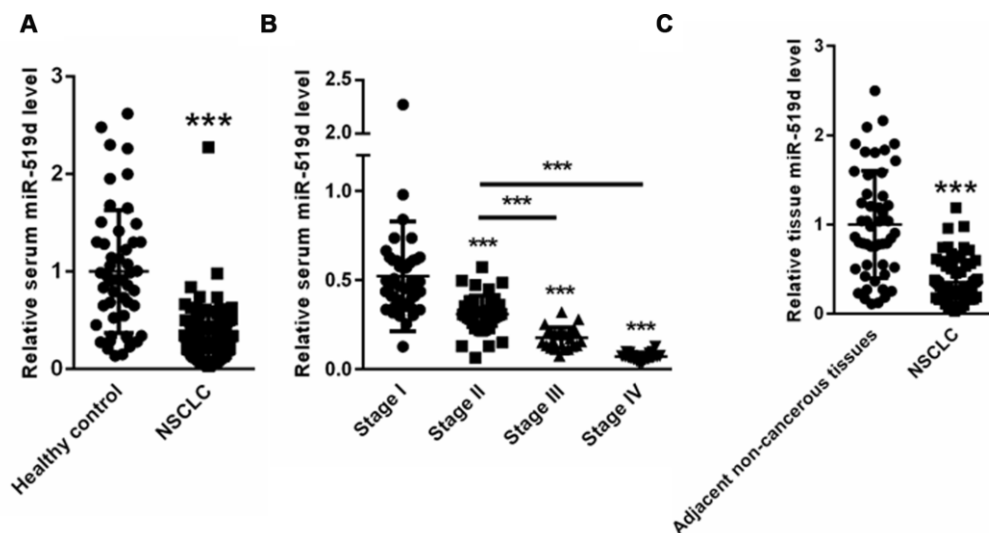 A
Relative serum miR-519d level
3
2
1
0
***
Healthy control
NSCLC
B
Relative serum miR-519d level
2.5
2.0
1.0
0.5
0.0
***
***
***
***
***
Stage I
Stage II
Stage III
Stage IV
C
Relative tissue miR-519d level
3
2
1
0
***
Adjacent non-cancerous tissues
NSCLC